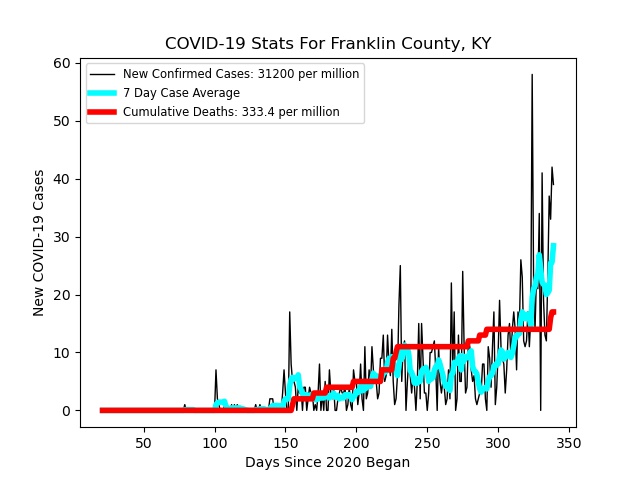 COVID-19 Stats For Franklin County, KY
New Confirmed Cases: 31200 per million
7 Day Case Average
Cumulative Deaths: 333.4 per million
New COVID-19 Cases
60
50
40
30
20
10
0
50 100 150 200 250 300 350
Days Since 2020 Began